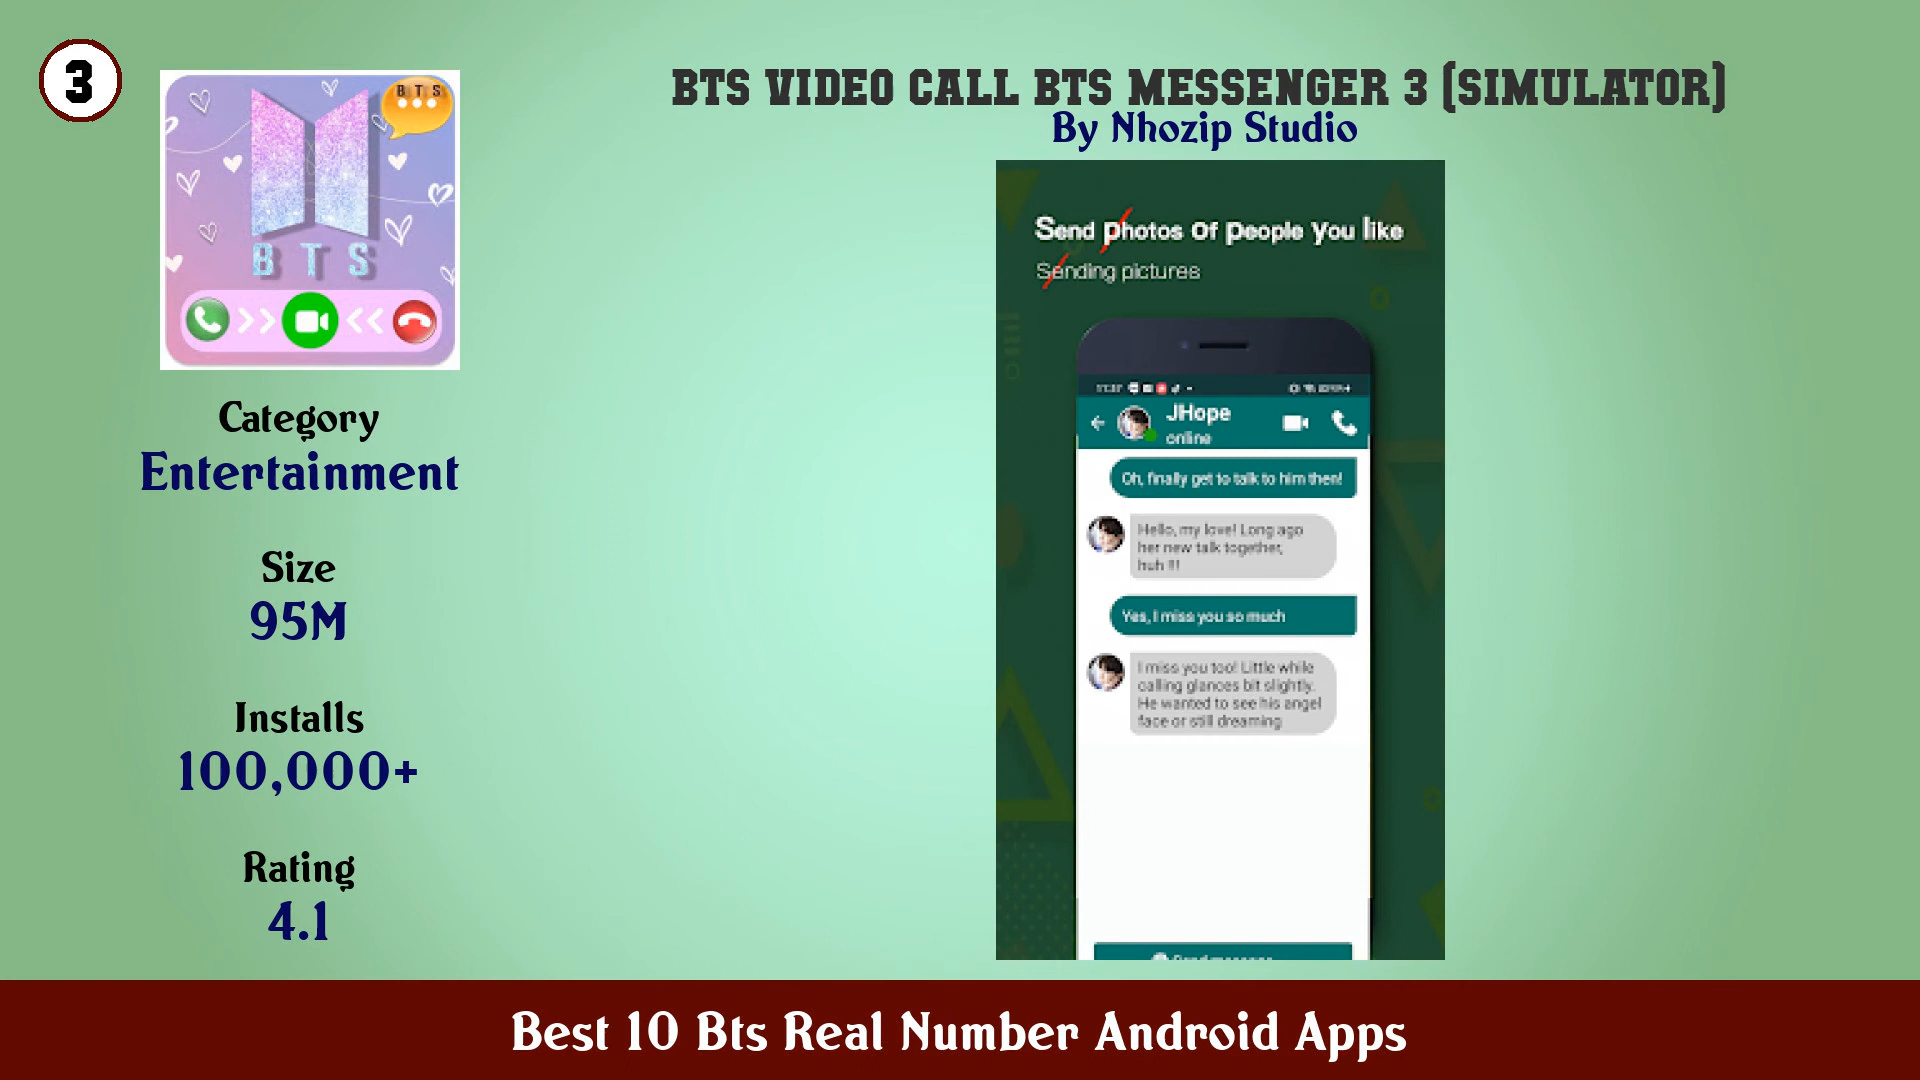 3
BTS VIDEO CALL BTS MESSENGER 3 (SIMULATOR)
By Nhozip Studio
B T S
B T S
Category
Entertainment
Size
95M
Installs
100,000+
Rating
4.1
Send photos Of People You like
Sending pictures
JHope
online
Oh, finally get to talk to him then!
Hello, my love! Long ago
her new talk together,
huh !!!
Yes, I miss you so much
I miss you too! Little while
calling glances bit slightly.
He wanted to see his angel
face or still dreaming
Best 10 Bts Real Number Android Apps